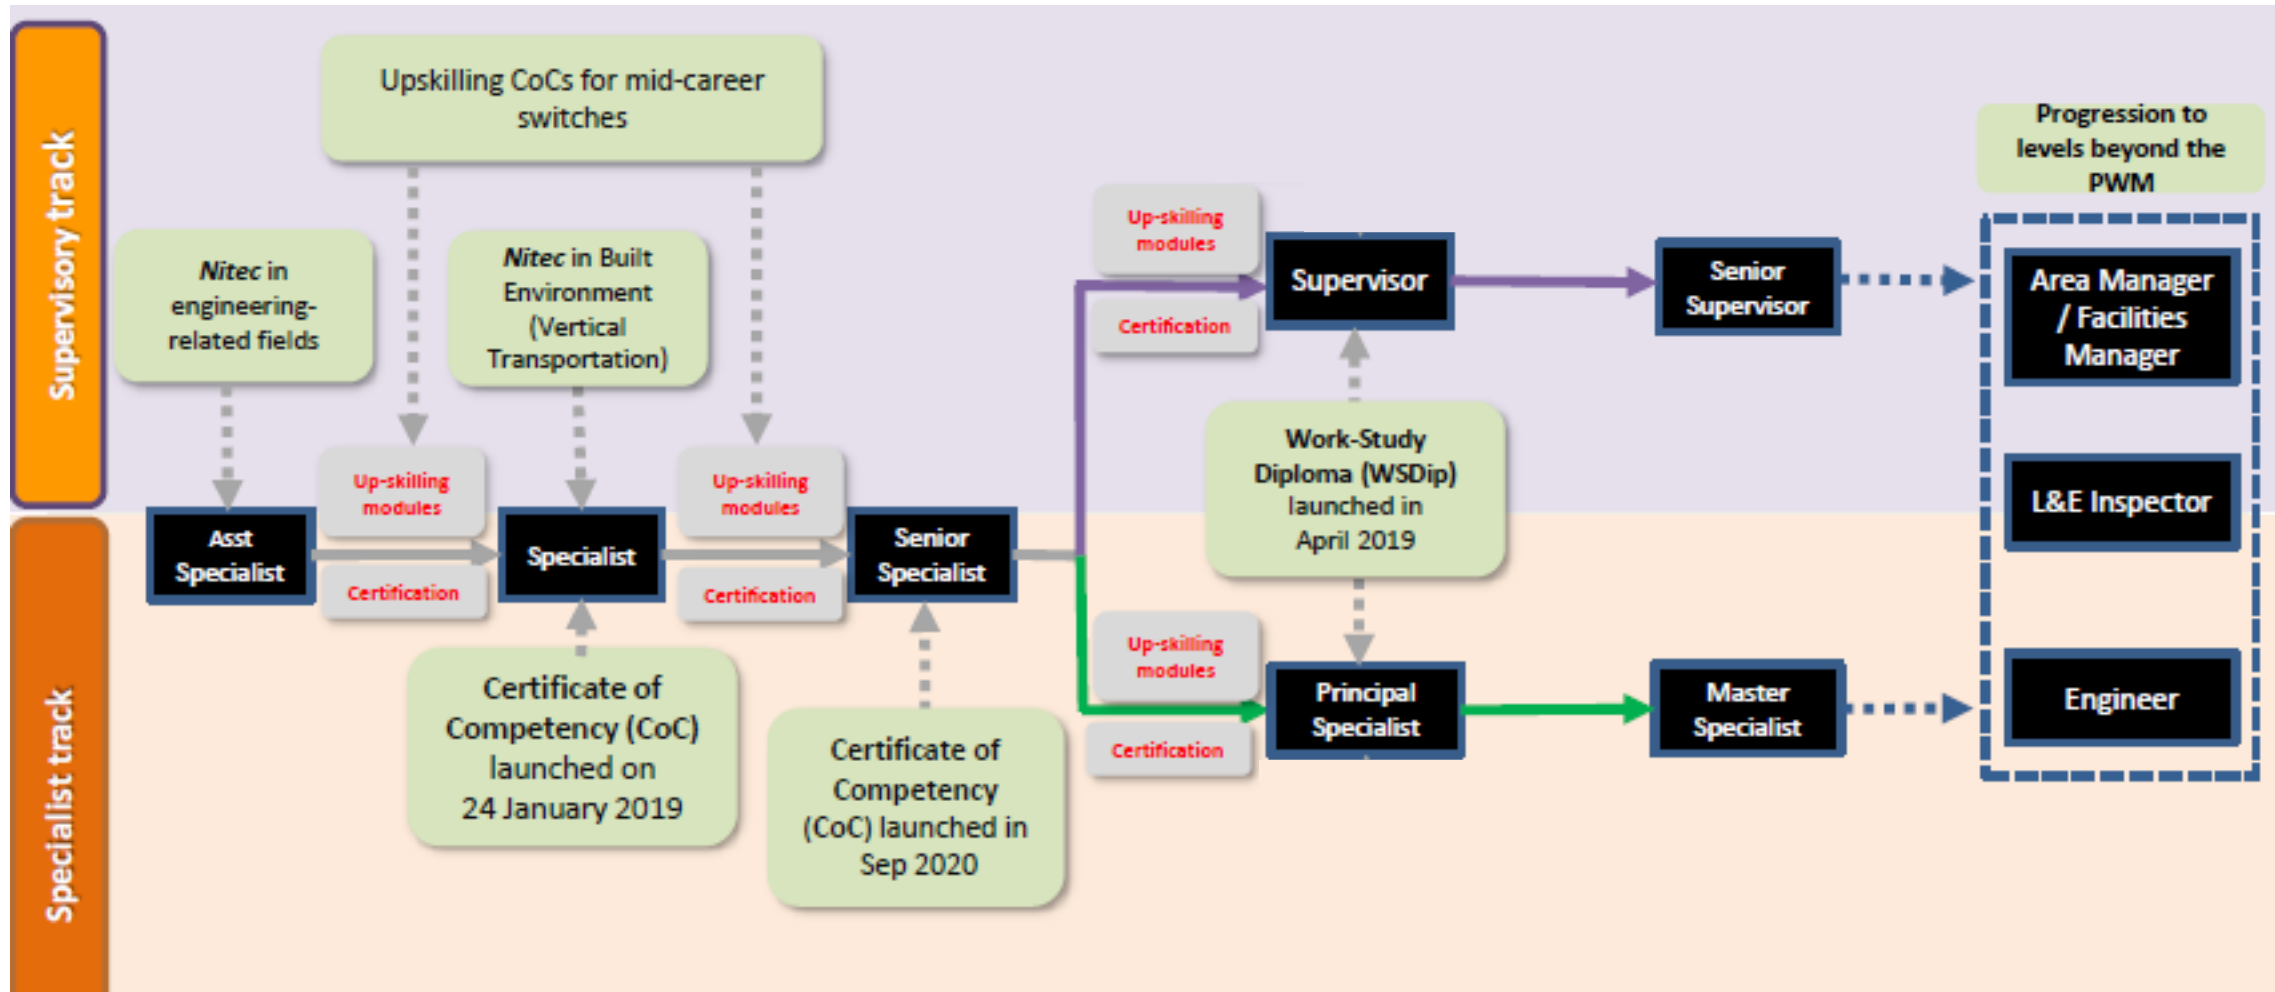 Supervisory track
Upskilling CoCs for mid-career
switches
Progression to
levels beyond the
PWM
Nitec in
engineering-
related fields
Nitec in Built
Environment
(Vertical
Transportation)
Up-skilling
modules
Certification
Supervisor
Senior
Supervisor
Area Manager
/ Facilities
Manager
Work-Study
Diploma (WSDip)
launched in
April 2019
L&E Inspector
Specialist track
Asst
Specialist
Up-skilling
modules
Certification
Specialist
Up-skilling
modules
Certification
Senior
Specialist
Certificate of
Competency (CoC)
launched on
24 January 2019
Certificate of
Competency
(CoC) launched in
Sep 2020
Up-skilling
modules
Certification
Principal
Specialist
Master
Specialist
Engineer